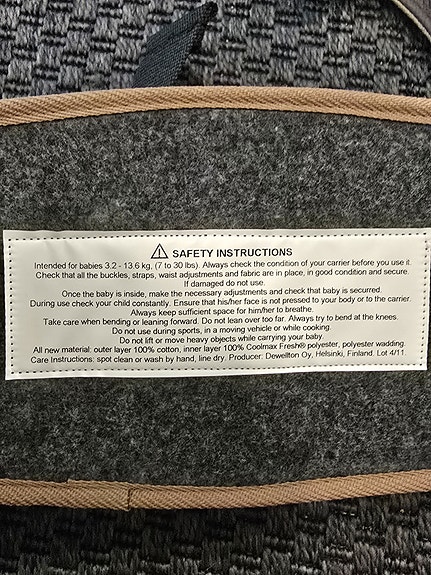 ⚠ SAFETY INSTRUCTIONS
Intended for babies 3.2 - 13.6 kg, (7 to 30 lbs). Always check the condition of your carrier before you use it.
Check that all the buckles, straps, waist adjustments and fabric are in place, in good condition and secure.
If damaged do not use.
Once the baby is inside, make the necessary adjustments and check that baby is securred.
During use check your child constantly. Ensure that his/her face is not pressed to your body or to the carrier.
Always keep sufficient space for him/her to breathe.
Take care when bending or leaning forward. Do not lean over too far. Always try to bend at the knees.
Do not use during sports, in a moving vehicle or while cooking.
Do not lift or move heavy objects while carrying your baby.
All new material: outer layer 100% cotton, inner layer 100% Coolmax Fresh® polyester, polyester wadding.
Care Instructions: spot clean or wash by hand, line dry. Producer: Dewellton Oy, Helsinki, Finland. Lot 4/11.